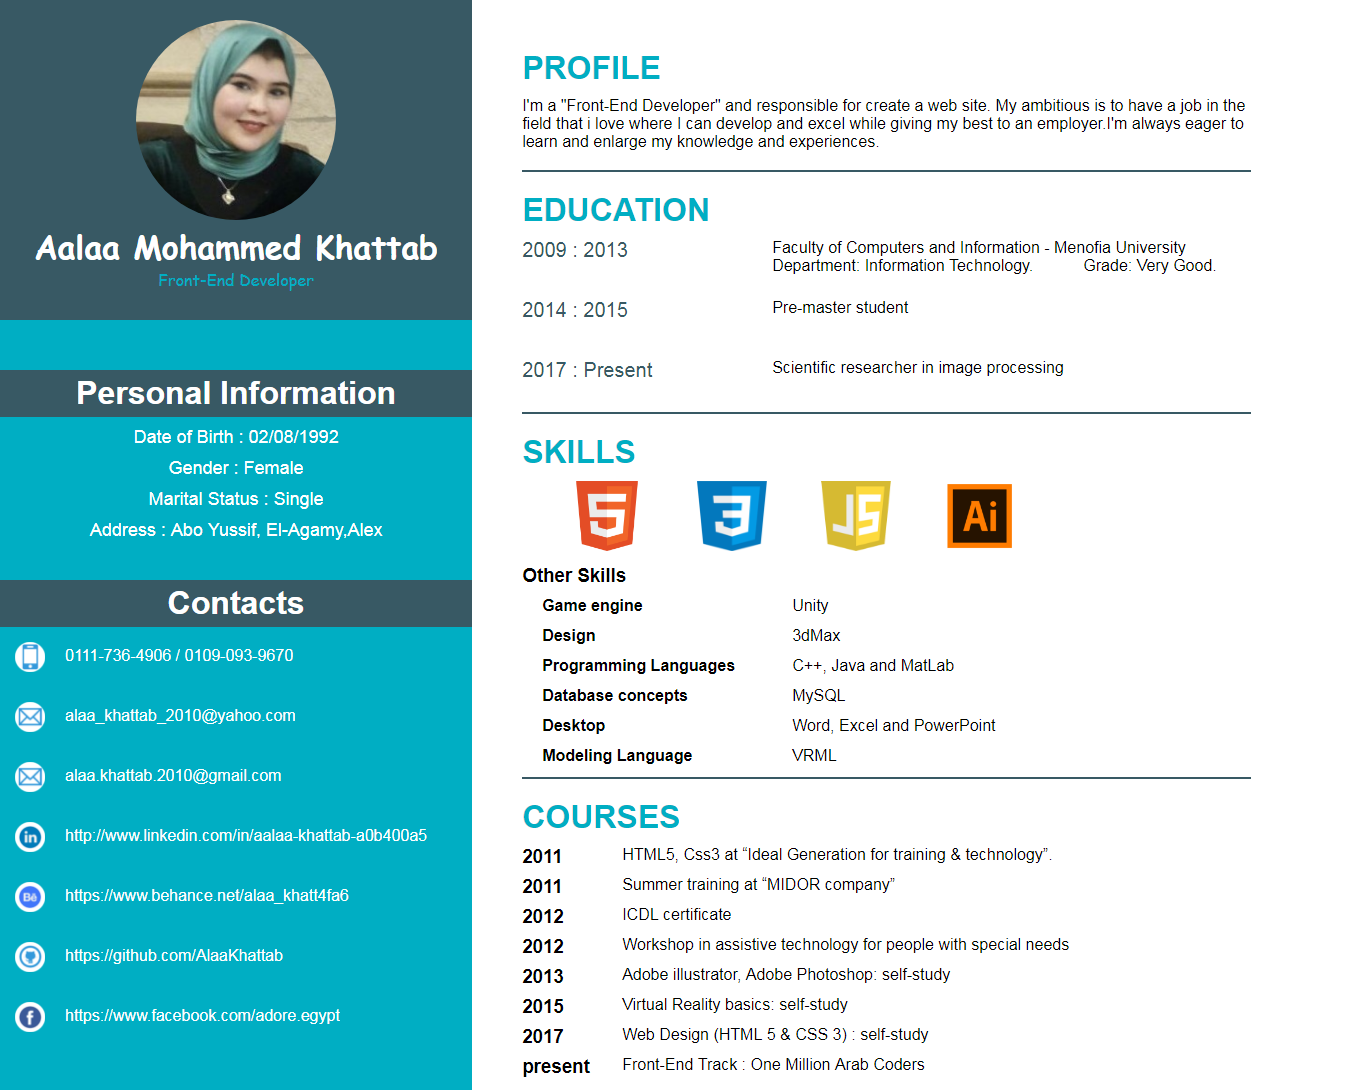 Aalaa Mohammed Khattab
Front-End Developer
Personal Information
Date of Birth : 02/08/1992
Gender : Female
Marital Status : Single
Address : Abo Yussif, El-Agamy,Alex
Contacts
0111-736-4906 / 0109-093-9670
alaa_khattab_2010@yahoo.com
alaa.khattab.2010@gmail.com
in http://www.linkedin.com/in/aalaa-khattab-a0b400a5
Bē https://www.behance.net/alaa_khatt4fa6
https://github.com/AlaaKhattab
f https://www.facebook.com/adore.egypt
PROFILE
I'm a "Front-End Developer" and responsible for create a web site. My ambitious is to have a job in the
field that i love where I can develop and excel while giving my best to an employer.I'm always eager to
learn and enlarge my knowledge and experiences.
EDUCATION
2009 : 2013 Faculty of Computers and Information - Menofia University
Department: Information Technology. Grade: Very Good.
2014 : 2015 Pre-master student
2017 : Present Scientific researcher in image processing
SKILLS
5 3 JS Ai
Other Skills
Game engine Unity
Design 3dMax
Programming Languages C++, Java and MatLab
Database concepts MySQL
Desktop Word, Excel and PowerPoint
Modeling Language VRML
COURSES
2011 HTML5, Css3 at “Ideal Generation for training & technology”.
2011 Summer training at “MIDOR company”
2012 ICDL certificate
2012 Workshop in assistive technology for people with special needs
2013 Adobe illustrator, Adobe Photoshop: self-study
2015 Virtual Reality basics: self-study
2017 Web Design (HTML 5 & CSS 3) : self-study
present Front-End Track : One Million Arab Coders